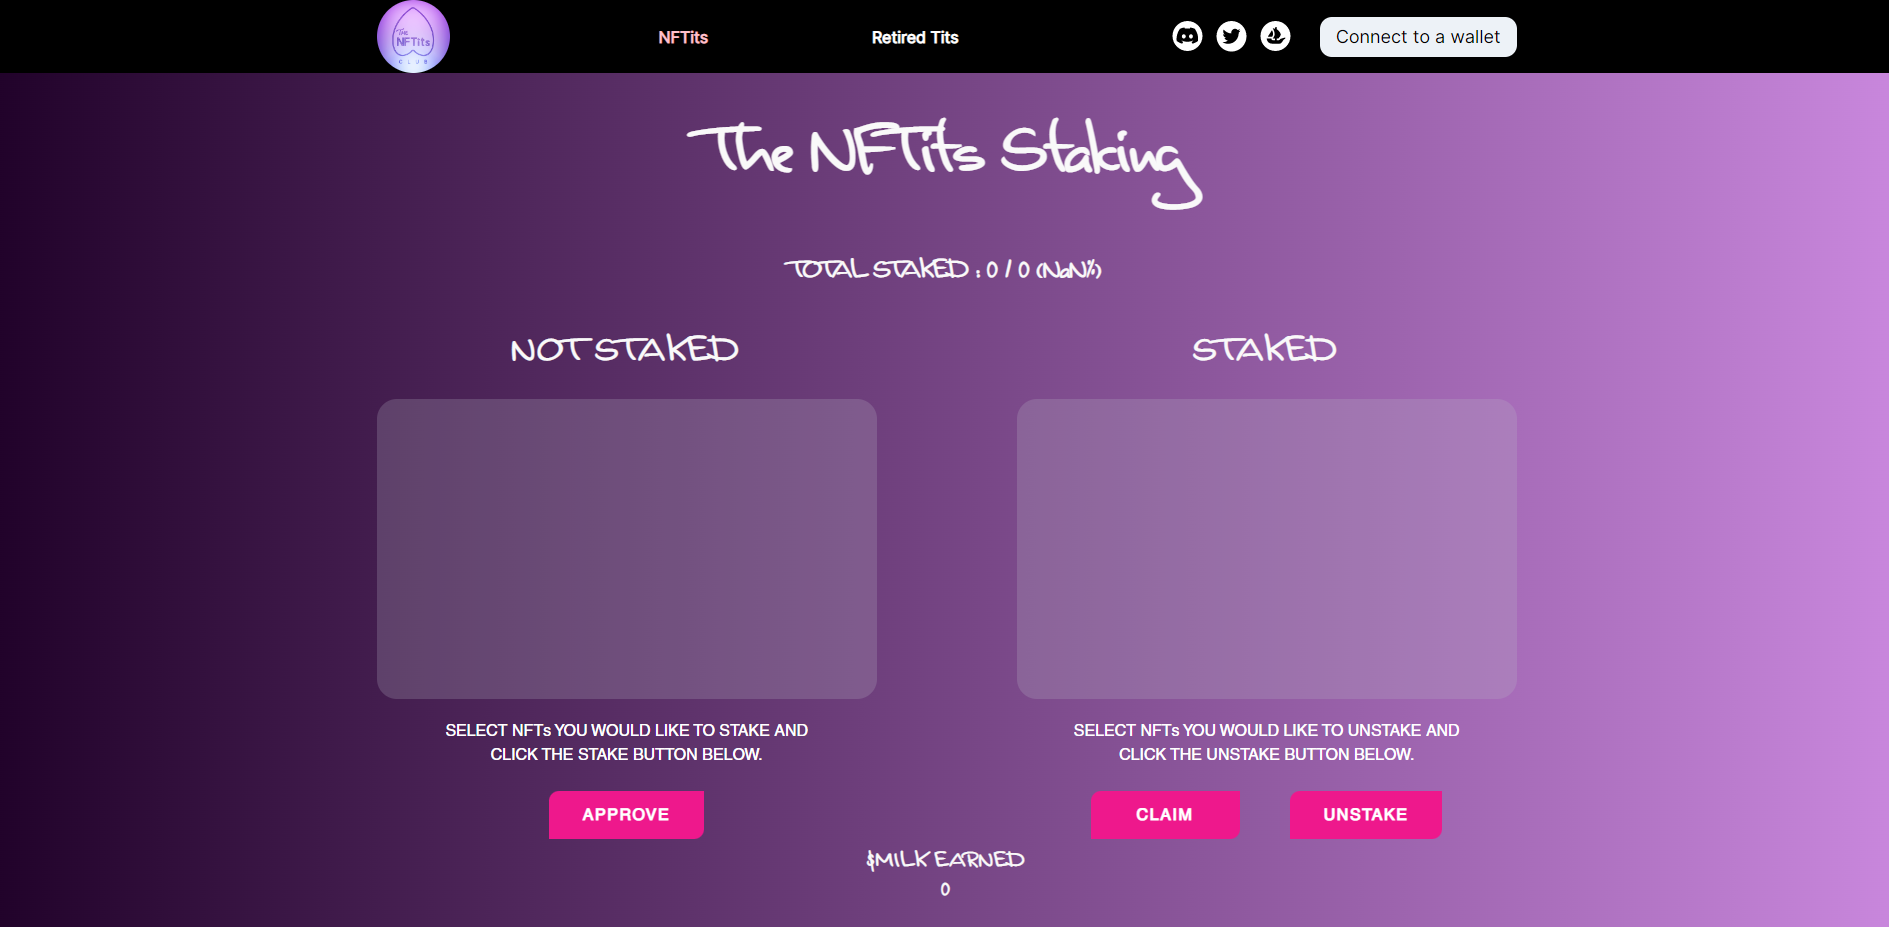 The
NFTits
CLUB
NFTits
Retired Tits
Connect to a wallet
The NFTits Staking
TOTAL STAKED : 0 / 0 (NaN%)
NOT STAKED
STAKED
SELECT NFTs YOU WOULD LIKE TO STAKE AND
CLICK THE STAKE BUTTON BELOW.
SELECT NFTs YOU WOULD LIKE TO UNSTAKE AND
CLICK THE UNSTAKE BUTTON BELOW.
APPROVE
CLAIM
UNSTAKE
$MILK EARNED
0